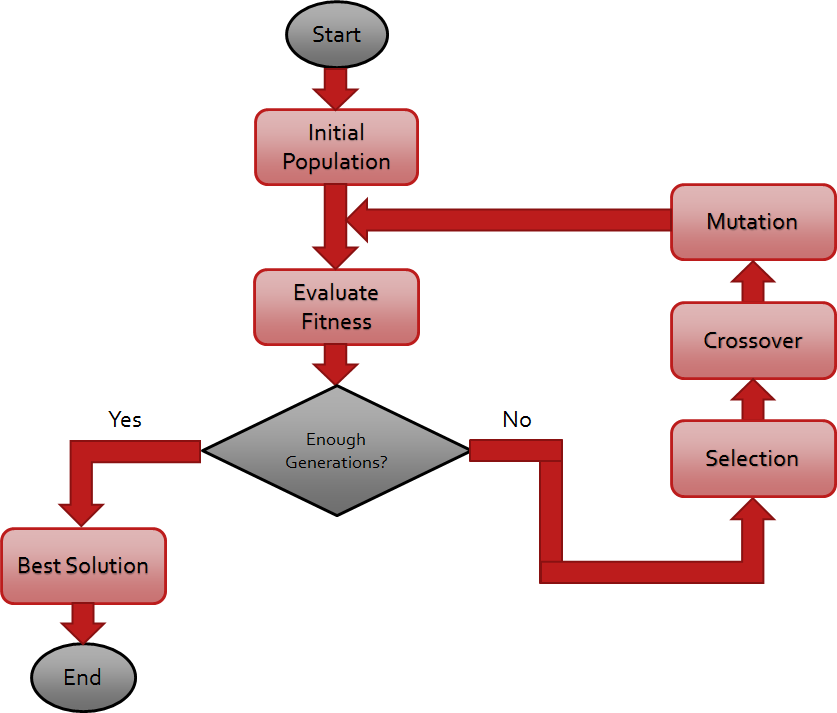 Start
Initial
Population
Evaluate
Fitness
Enough
Generations?
Yes
No
Best Solution
End
Selection
Crossover
Mutation